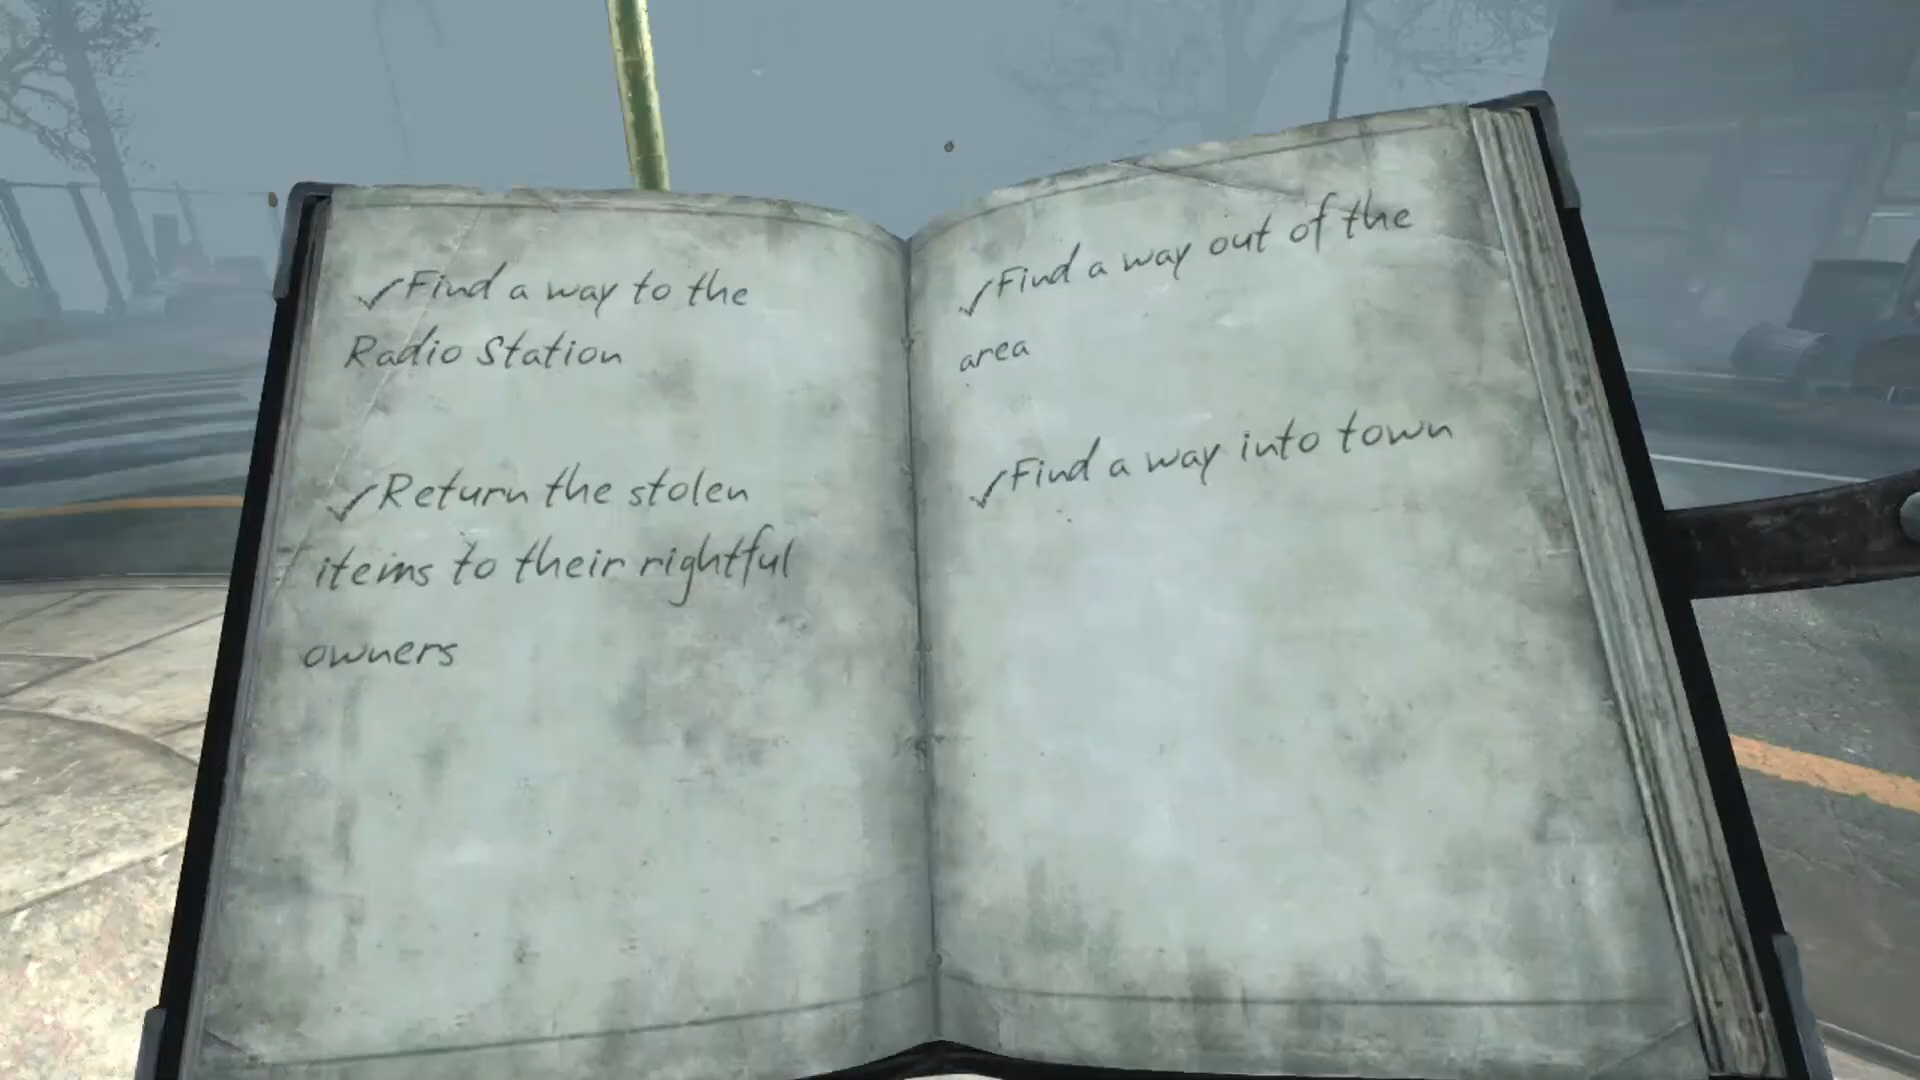 ✓Find a way to the
Radio Station
✓Return the stolen
items to their rightful
owners
✓Find a way out of the
area
✓Find a way into town